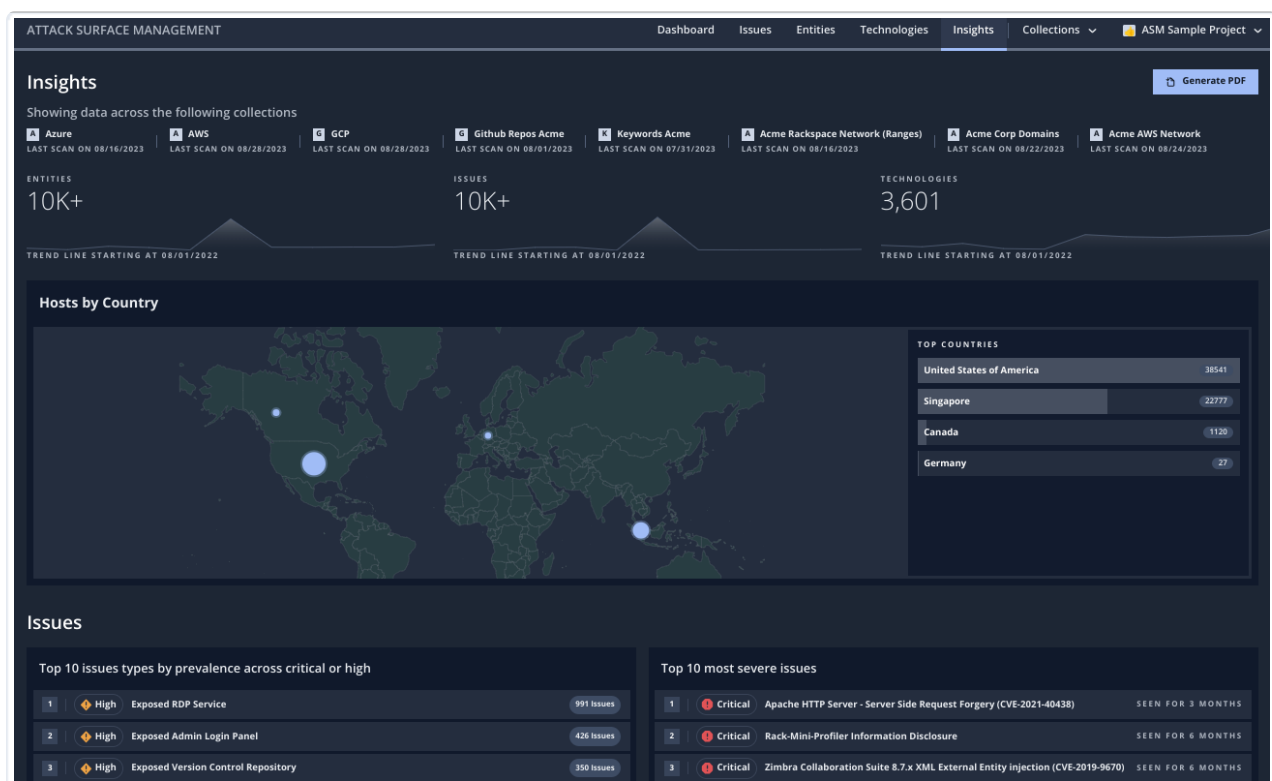 ATTACK SURFACE MANAGEMENT
Dashboard Issues Entities Technologies Insights Collections ASM Sample Project
Insights
Generate PDF
Showing data across the following collections
A Azure A AWS G GCP G Github Repos Acme K Keywords Acme A Acme Rackspace Network (Ranges) A Acme Corp Domains A Acme AWS Network
LAST SCAN ON 08/16/2023 LAST SCAN ON 08/28/2023 LAST SCAN ON 08/28/2023 LAST SCAN ON 08/01/2023 LAST SCAN ON 07/31/2023 LAST SCAN ON 08/16/2023 LAST SCAN ON 08/22/2023 LAST SCAN ON 08/24/2023
ENTITIES ISSUES TECHNOLOGIES
10K+ 10K+ 3,601
TREND LINE STARTING AT 08/01/2022 TREND LINE STARTING AT 08/01/2022 TREND LINE STARTING AT 08/01/2022
Hosts by Country
TOP COUNTRIES
United States of America 38541
Singapore 22777
Canada 1120
Germany 27
Issues
Top 10 issues types by prevalence across critical or high
1 High Exposed RDP Service 991 Issues
2 High Exposed Admin Login Panel 426 Issues
3 High Exposed Version Control Repository 350 Issues
Top 10 most severe issues
1 Critical Apache HTTP Server - Server Side Request Forgery (CVE-2021-40438) SEEN FOR 3 MONTHS
2 Critical Rack-Mini-Profiler Information Disclosure SEEN FOR 6 MONTHS
3 Critical Zimbra Collaboration Suite 8.7.x XML External Entity injection (CVE-2019-9670) SEEN FOR 6 MONTHS